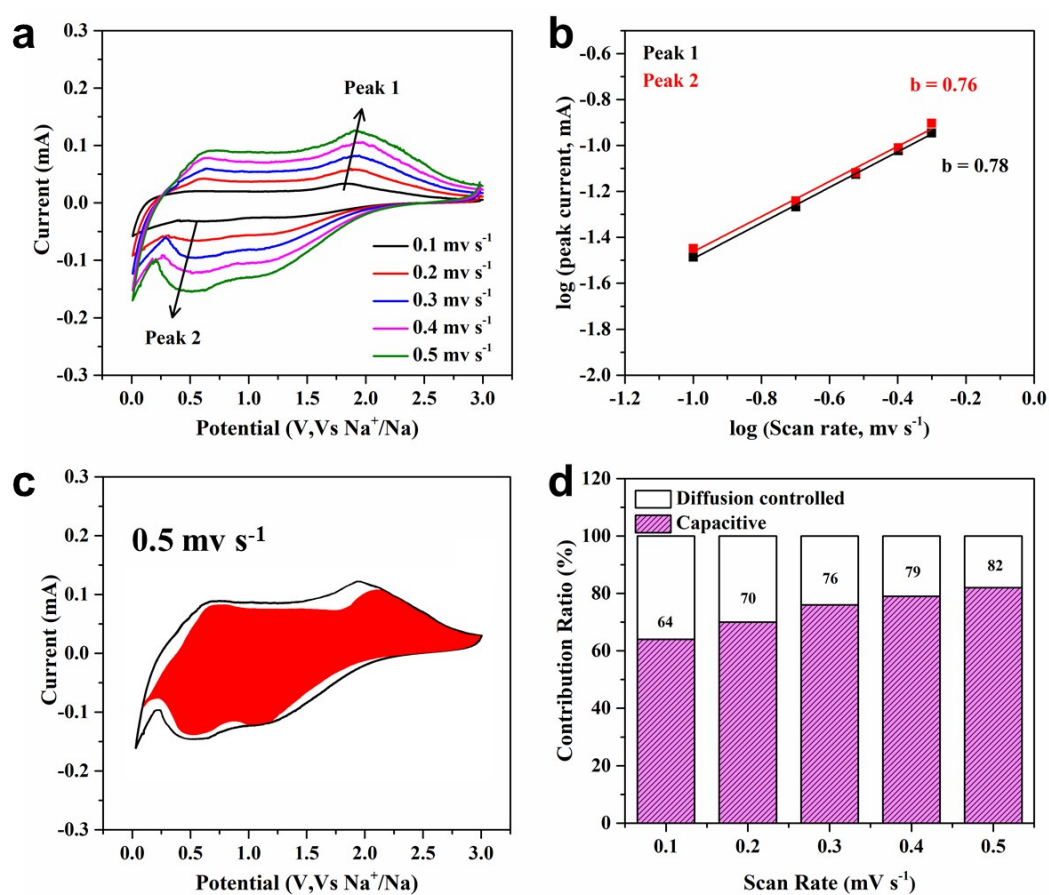 a
0.3
0.2
0.1
0.0
-0.1
-0.2
-0.3
Current (mA)
Peak 1
Peak 2
0.1 mv s⁻¹
0.2 mv s⁻¹
0.3 mv s⁻¹
0.4 mv s⁻¹
0.5 mv s⁻¹
0.0 0.5 1.0 1.5 2.0 2.5 3.0
Potential (V,Vs Na⁺/Na)
b
-0.6
-0.8
-1.0
-1.2
-1.4
-1.6
-1.8
-2.0
log (peak current, mA)
Peak 1
Peak 2
b = 0.76
b = 0.78
-1.2 -1.0 -0.8 -0.6 -0.4 -0.2 0.0
log (Scan rate, mv s⁻¹)
c
0.3
0.2
0.1
0.0
-0.1
-0.2
-0.3
Current (mA)
0.5 mv s⁻¹
0.0 0.5 1.0 1.5 2.0 2.5 3.0
Potential (V,Vs Na⁺/Na)
d
120
100
80
60
40
20
0
Contribution Ratio (%)
Diffusion controlled
Capacitive
64 70 76 79 82
0.1 0.2 0.3 0.4 0.5
Scan Rate (mV s⁻¹)